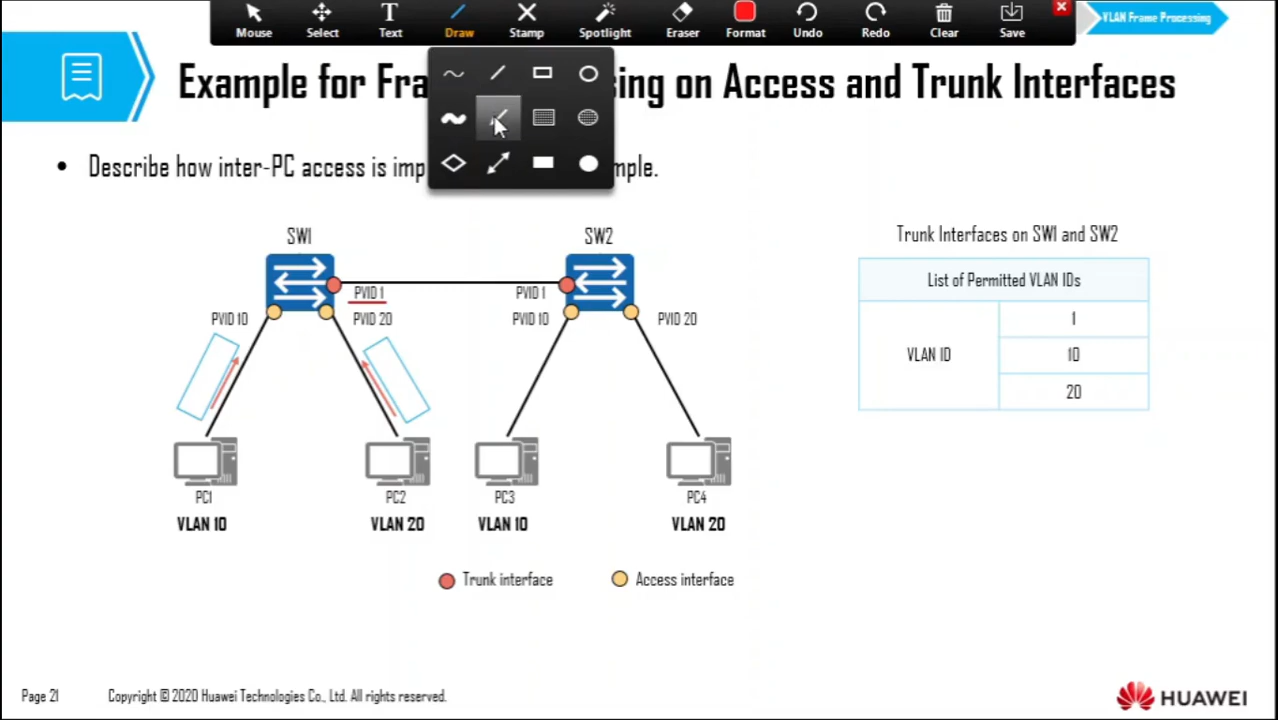 Mouse Select Text Draw Stamp Spotlight Eraser Format Undo Redo Clear Save
VLAN Frame Processing
Example for Fra sing on Access and Trunk Interfaces
• Describe how inter-PC access is imp mple.
SW1 SW2
Trunk Interfaces on SW1 and SW2
List of Permitted VLAN IDs
VLAN ID
1
10
20
PVID 1 PVID 1
PVID 10 PVID 20 PVID 10 PVID 20
PC1 PC2 PC3 PC4
VLAN 10 VLAN 20 VLAN 10 VLAN 20
Trunk interface Access interface
Page 21 Copyright © 2020 Huawei Technologies Co., Ltd. All rights reserved.
HUAWEI